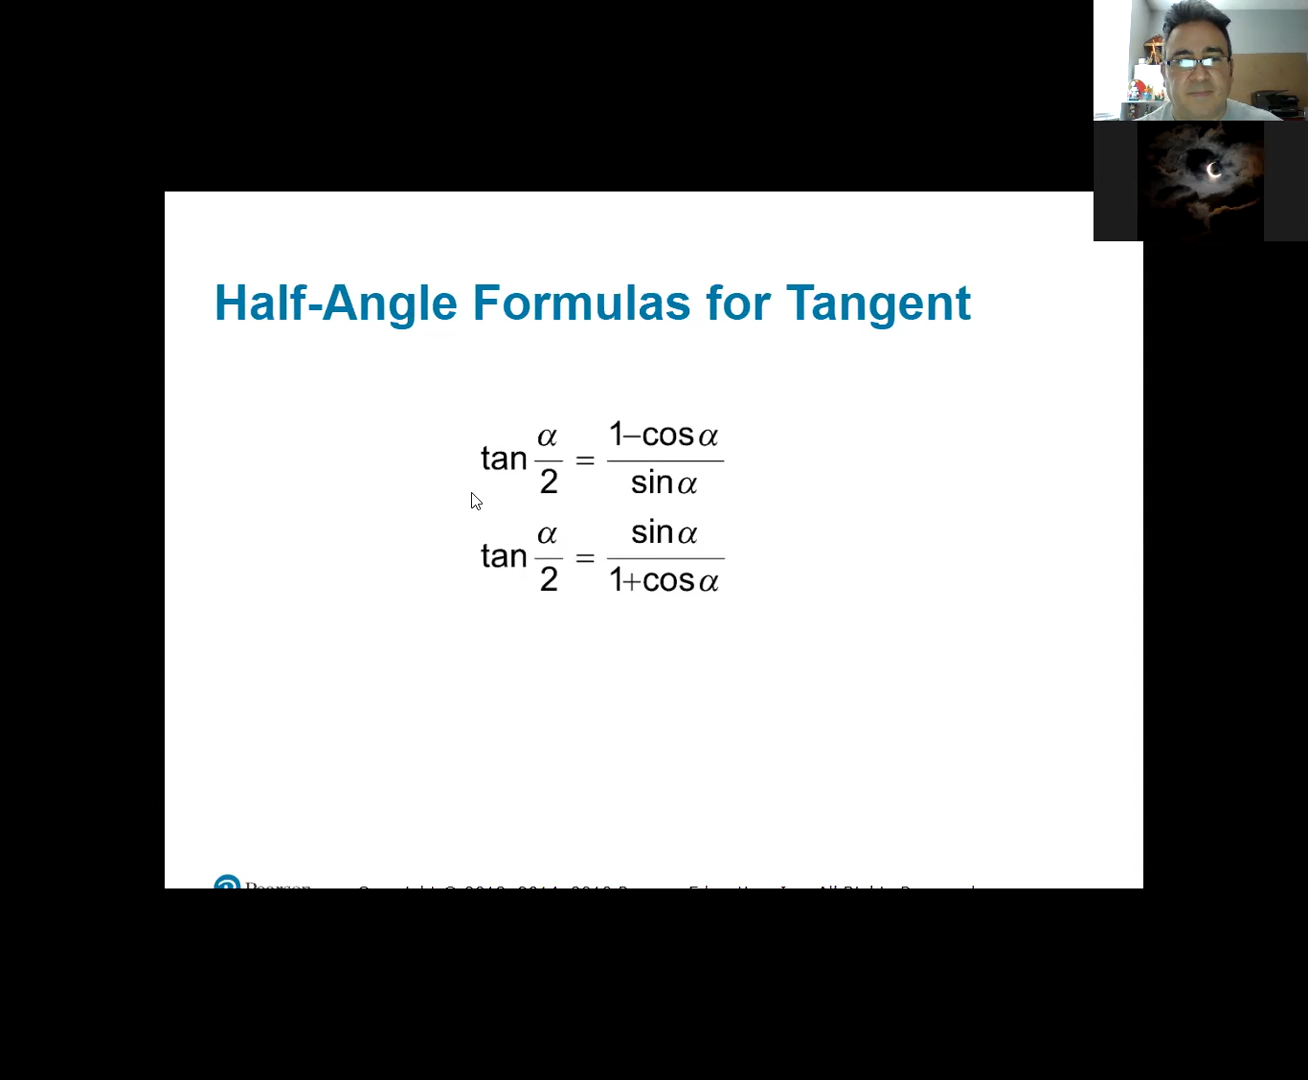 Half-Angle Formulas for Tangent
tan α/2 = 1–cos α / sin α
tan α/2 = sin α / 1+cos α
Pearson